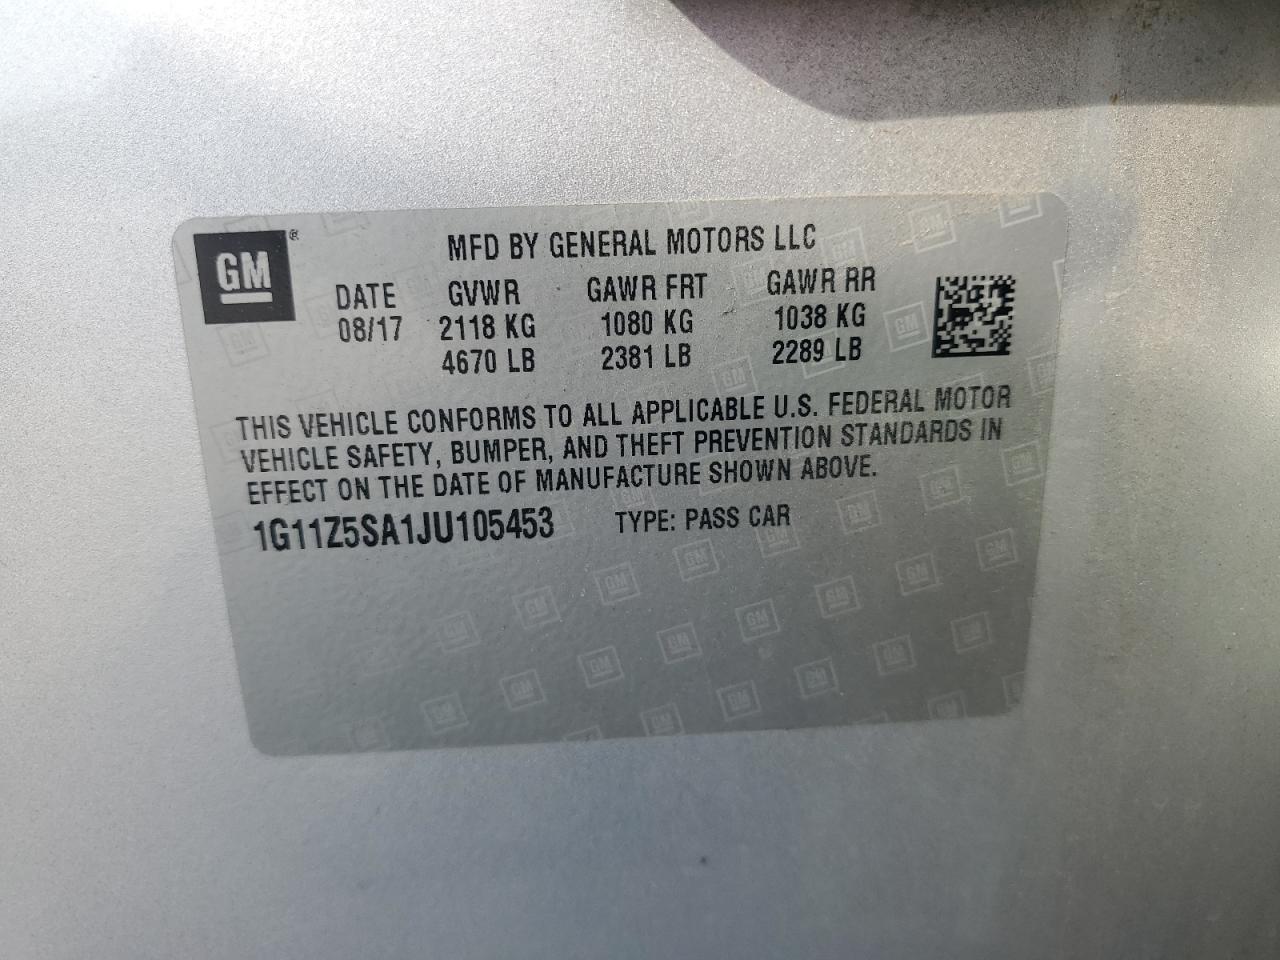 GM ®
MFD BY GENERAL MOTORS LLC
DATE GVWR GAWR FRT GAWR RR
08/17 2118 KG 1080 KG 1038 KG
4670 LB 2381 LB 2289 LB
THIS VEHICLE CONFORMS TO ALL APPLICABLE U.S. FEDERAL MOTOR
VEHICLE SAFETY, BUMPER, AND THEFT PREVENTION STANDARDS IN
EFFECT ON THE DATE OF MANUFACTURE SHOWN ABOVE.
1G11Z5SA1JU105453 TYPE: PASS CAR